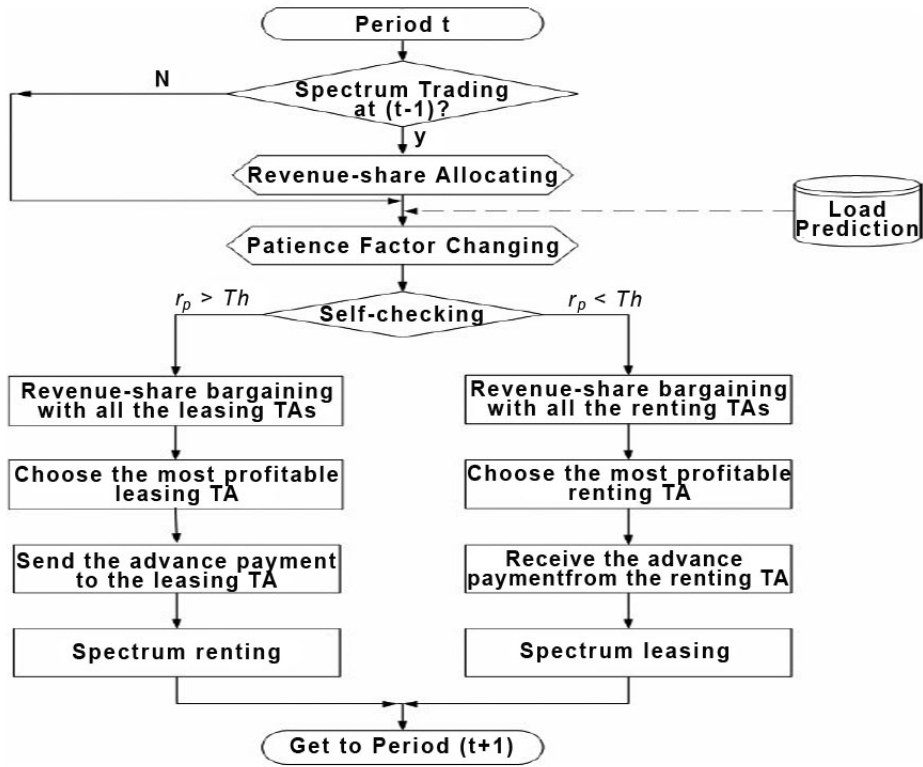 Period t
N
Spectrum Trading
at (t-1)?
y
Revenue-share Allocating
Load
Prediction
Patience Factor Changing
r_p > Th
Self-checking
r_p < Th
Revenue-share bargaining
with all the leasing TAs
Revenue-share bargaining
with all the renting TAs
Choose the most profitable
leasing TA
Choose the most profitable
renting TA
Send the advance payment
to the leasing TA
Receive the advance
paymentfrom the renting TA
Spectrum renting
Spectrum leasing
Get to Period (t+1)